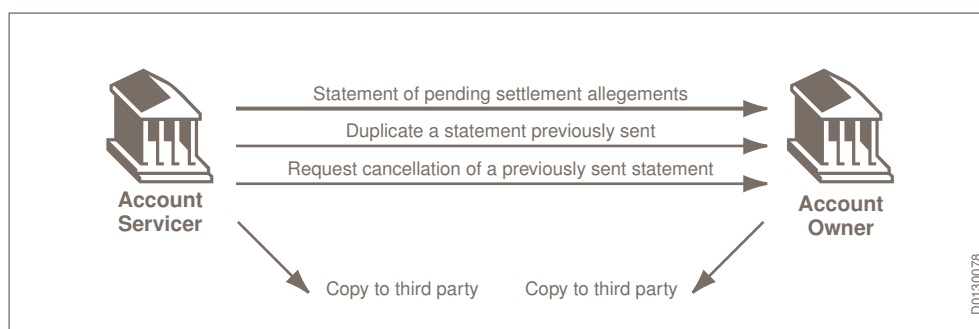 Statement of pending settlement allegements
Duplicate a statement previously sent
Request cancellation of a previously sent statement
Account
Servicer
Account
Owner
Copy to third party
Copy to third party
D0130078